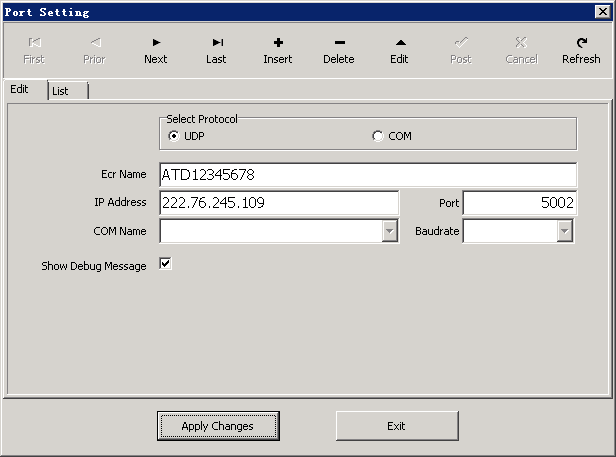 Port Setting
First Prior Next Last Insert Delete Edit Post Cancel Refresh
Edit List
Select Protocol
UDP COM
Ecr Name ATD12345678
IP Address 222.76.245.109 Port 5002
COM Name Baudrate
Show Debug Message
Apply Changes Exit